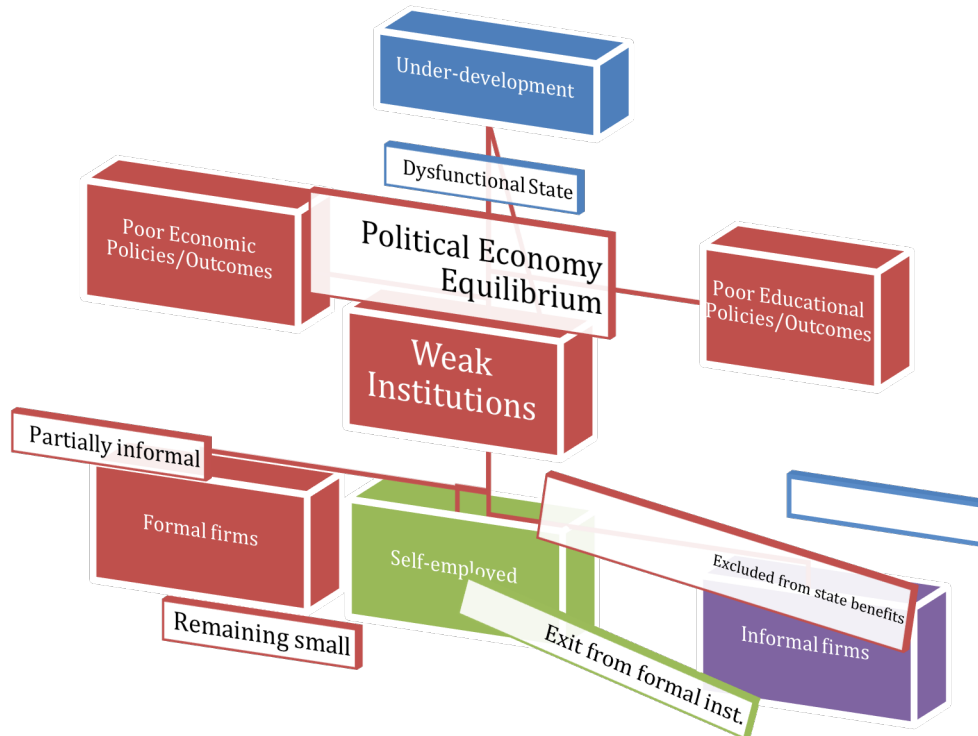 Under-development
Dysfunctional State
Poor Economic
Policies/Outcomes
Political Economy
Equilibrium
Poor Educational
Policies/Outcomes
Weak
Institutions
Partially informal
Formal firms
Self-employed
Excluded from state benefits
Informal firms
Remaining small
Exit from formal inst.